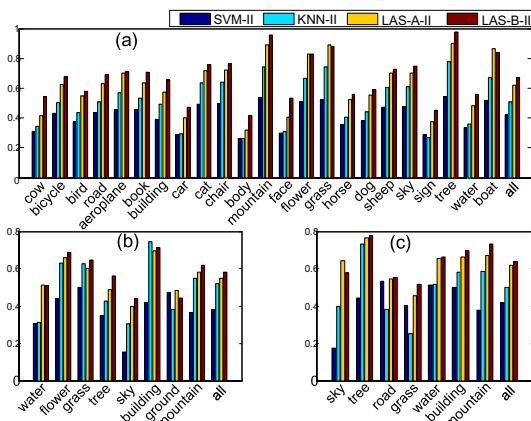 SVM-II KNN-II LAS-A-II LAS-B-II
(a)
1
0.8
0.6
0.4
0.2
0
cow bicycle bird road aeroplane book building car cat chair body mountain face flower grass horse dog sheep sky sign tree water boat all
(b)
0.8
0.6
0.4
0.2
0
water flower grass tree sky building ground mountain all
(c)
0.8
0.6
0.4
0.2
0
sky tree road grass water building mountain all